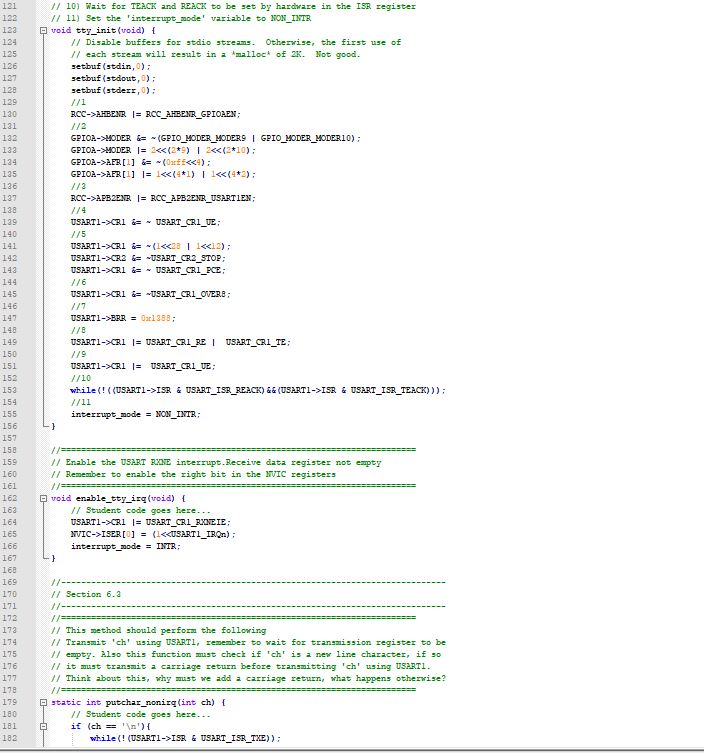 121 // 10) Wait for TEACK and REACK to be set by hardware in the ISR register
122 // 11) Set the 'interrupt_mode' variable to NON_INTR
123 void tty_init(void) {
124 // Disable buffers for stdio streams.  Otherwise, the first use of
125 // each stream will result in a *malloc* of 2K.  Not good.
126 setbuf(stdin,0);
127 setbuf(stdout,0);
128 setbuf(stderr,0);
129 //1
130 RCC->AHBENR |= RCC_AHBENR_GPIOAEN;
131 //2
132 GPIOA->MODER &= ~(GPIO_MODER_MODER9 | GPIO_MODER_MODER10);
133 GPIOA->MODER |= 2<<(2*9) | 2<<(2*10);
134 GPIOA->AFR[1] &= ~(0xff<<4);
135 GPIOA->AFR[1] |= 1<<(4*1) | 1<<(4*2);
136 //3
137 RCC->APB2ENR |= RCC_APB2ENR_USART1EN;
138 //4
139 USART1->CR1 &= ~ USART_CR1_UE;
140 //5
141 USART1->CR1 &= ~(1<<28 | 1<<12);
142 USART1->CR2 &= ~USART_CR2_STOP;
143 USART1->CR1 &= ~ USART_CR1_PCE;
144 //6
145 USART1->CR1 &= ~USART_CR1_OVER8;
146 //7
147 USART1->BRR = 0x1388;
148 //8
149 USART1->CR1 |= USART_CR1_RE |  USART_CR1_TE;
150 //9
151 USART1->CR1 |=  USART_CR1_UE;
152 //10
153 while(!((USART1->ISR & USART_ISR_REACK)&&(USART1->ISR & USART_ISR_TEACK)));
154 //11
155 interrupt_mode = NON_INTR;
156 }
157
158 //==========================================================================
159 // Enable the USART RXNE interrupt.Receive data register not empty
160 // Remember to enable the right bit in the NVIC registers
161 //==========================================================================
162 void enable_tty_irq(void) {
163 // Student code goes here...
164 USART1->CR1 |= USART_CR1_RXNEIE;
165 NVIC->ISER[0] = (1<<USART1_IRQn);
166 interrupt_mode = INTR;
167 }
168
169 //--------------------------------------------------------------------------------
170 // Section 6.3
171 //--------------------------------------------------------------------------------
172 //==========================================================================
173 // This method should perform the following
174 // Transmit 'ch' using USART1, remember to wait for transmission register to be
175 // empty. Also this function must check if 'ch' is a new line character, if so
176 // it must transmit a carriage return before transmitting 'ch' using USART1.
177 // Think about this, why must we add a carriage return, what happens otherwise?
178 //==========================================================================
179 static int putchar_nonirq(int ch) {
180 // Student code goes here...
181 if (ch == '\n'){
182 while(!(USART1->ISR & USART_ISR_TXE));